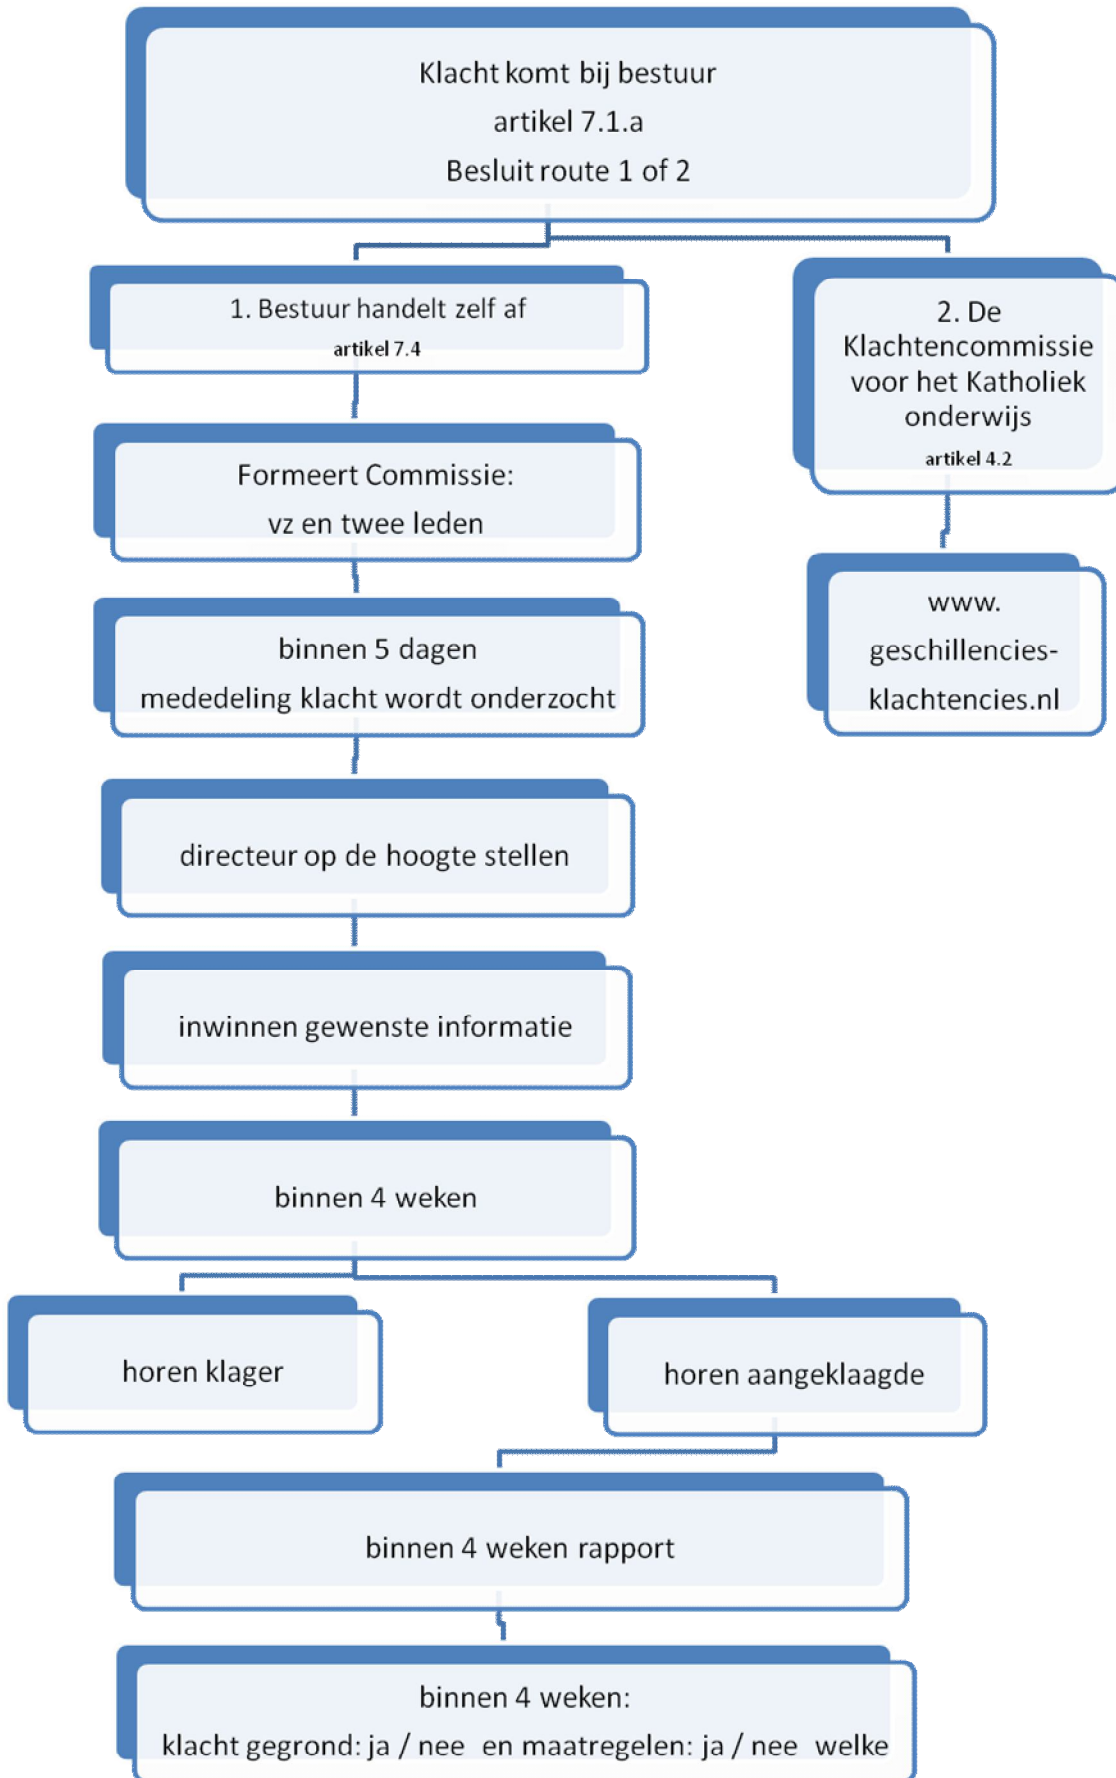 Klacht komt bij bestuur
artikel 7.1.a
Besluit route 1 of 2
1. Bestuur handelt zelf af
artikel 7.4
2. De
Klachtencommissie
voor het Katholiek
onderwijs
artikel 4.2
Formeert Commissie:
vz en twee leden
www.
geschillencies-
klachtencies.nl
binnen 5 dagen
mededeling klacht wordt onderzocht
directeur op de hoogte stellen
inwinnen gewenste informatie
binnen 4 weken
horen klager
horen aangeklaagde
binnen 4 weken rapport
binnen 4 weken:
klacht gegrond: ja / nee en maatregelen: ja / nee welke